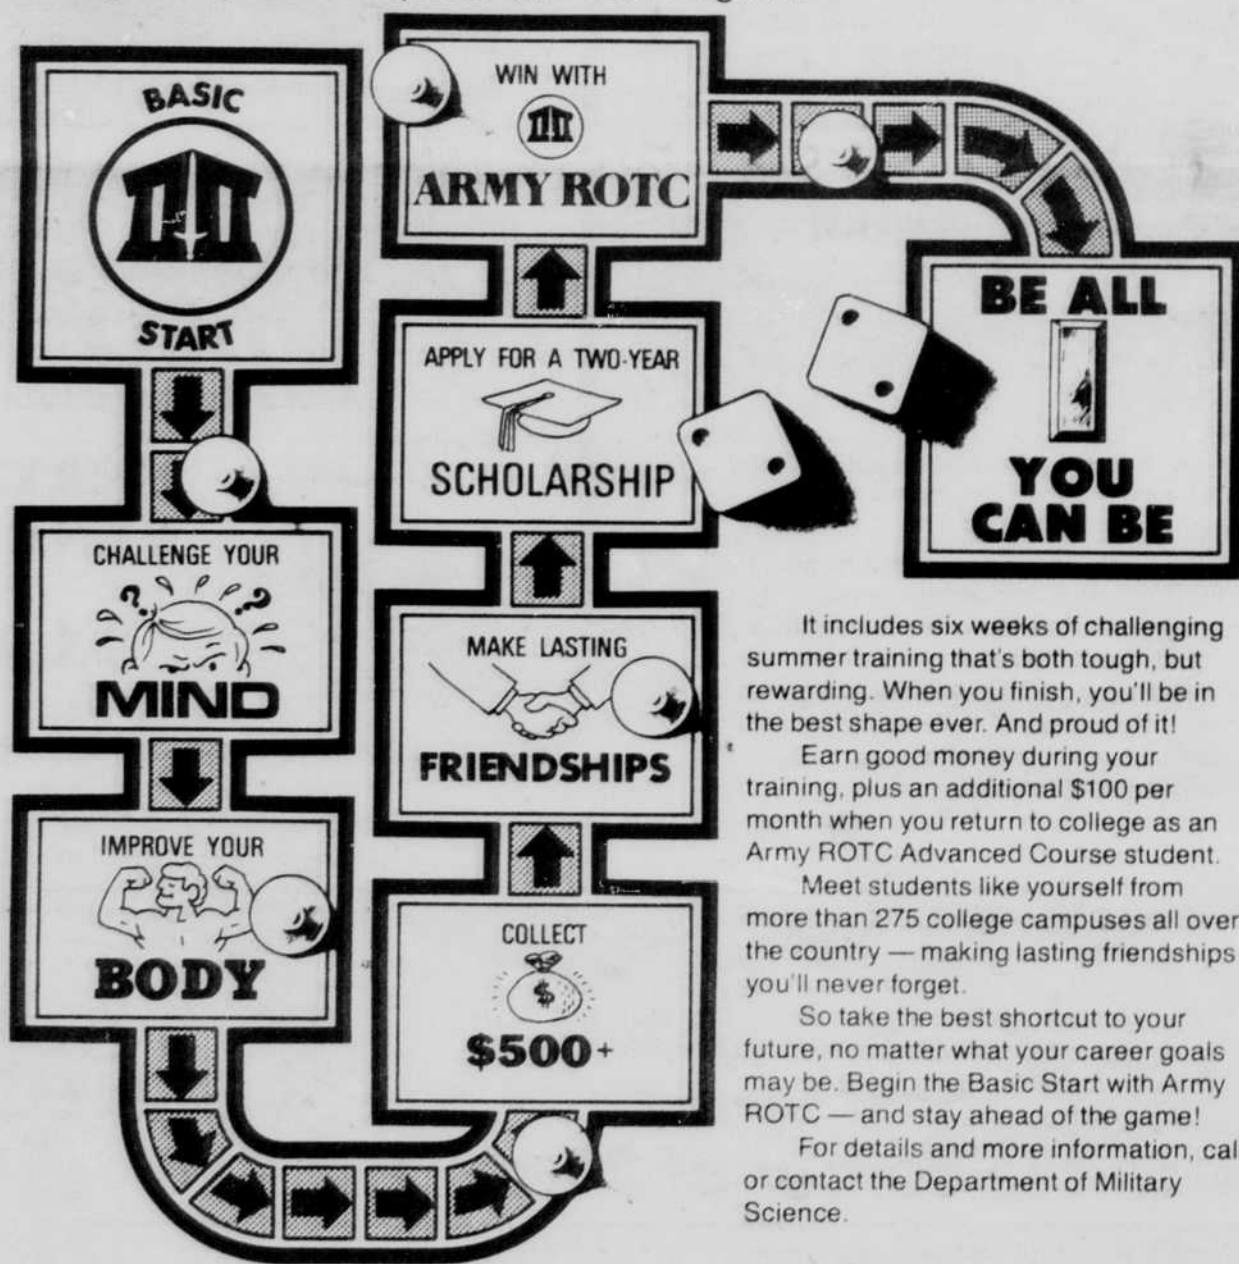 BASIC
START
CHALLENGE YOUR
MIND
IMPROVE YOUR
BODY
COLLECT
$
$500+
MAKE LASTING
FRIENDSHIPS
APPLY FOR A TWO-YEAR
SCHOLARSHIP
WIN WITH
ARMY ROTC
BE ALL
YOU
CAN BE
It includes six weeks of challenging
summer training that's both tough, but
rewarding. When you finish, you'll be in
the best shape ever. And proud of it!
Earn good money during your
training, plus an additional $100 per
month when you return to college as an
Army ROTC Advanced Course student.
Meet students like yourself from
more than 275 college campuses all over
the country — making lasting friendships
you'll never forget.
So take the best shortcut to your
future, no matter what your career goals
may be. Begin the Basic Start with Army
ROTC — and stay ahead of the game!
For details and more information, cal
or contact the Department of Military
Science.